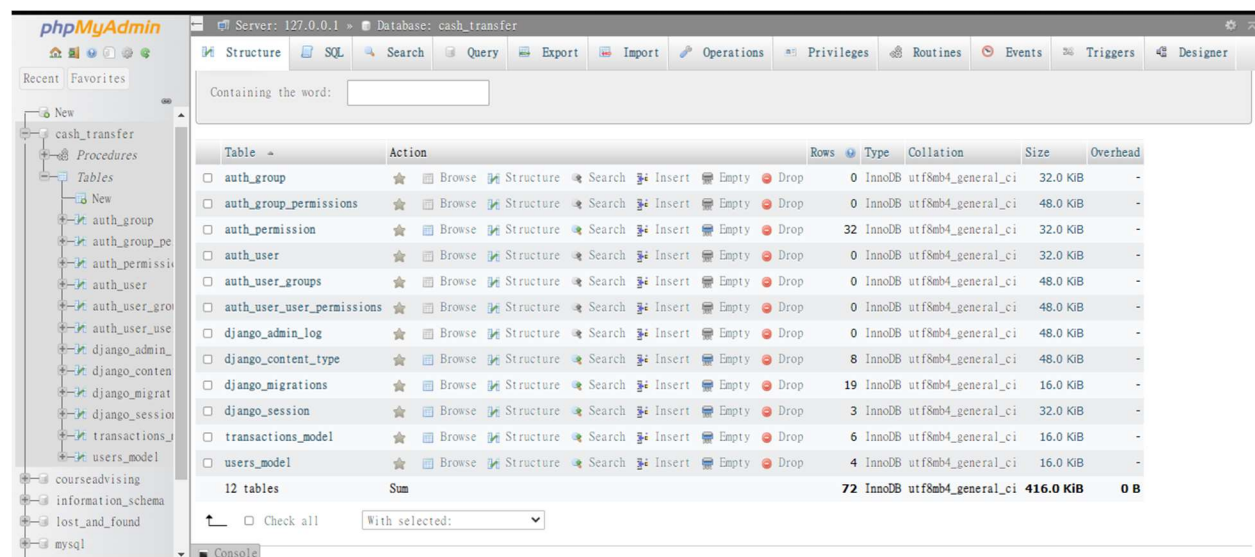 phpMyAdmin
Recent Favorites
New
cash_transfer
Procedures
Tables
New
auth_group
auth_group_pe
auth_permissi
auth_user
auth_user_gro
auth_user_use
django_admin_
django_conten
django_migrat
django_session
transactions_
users_model
courseadvising
information_schema
lost_and_found
mysql
Server: 127.0.0.1 » Database: cash_transfer
Structure SQL Search Query Export Import Operations Privileges Routines Events Triggers Designer
Containing the word:
Table Action Rows Type Collation Size Overhead
auth_group Browse Structure Search Insert Empty Drop 0 InnoDB utf8mb4_general_ci 32.0 KiB -
auth_group_permissions Browse Structure Search Insert Empty Drop 0 InnoDB utf8mb4_general_ci 48.0 KiB -
auth_permission Browse Structure Search Insert Empty Drop 32 InnoDB utf8mb4_general_ci 32.0 KiB -
auth_user Browse Structure Search Insert Empty Drop 0 InnoDB utf8mb4_general_ci 32.0 KiB -
auth_user_groups Browse Structure Search Insert Empty Drop 0 InnoDB utf8mb4_general_ci 48.0 KiB -
auth_user_user_permissions Browse Structure Search Insert Empty Drop 0 InnoDB utf8mb4_general_ci 48.0 KiB -
django_admin_log Browse Structure Search Insert Empty Drop 0 InnoDB utf8mb4_general_ci 48.0 KiB -
django_content_type Browse Structure Search Insert Empty Drop 8 InnoDB utf8mb4_general_ci 48.0 KiB -
django_migrations Browse Structure Search Insert Empty Drop 19 InnoDB utf8mb4_general_ci 16.0 KiB -
django_session Browse Structure Search Insert Empty Drop 3 InnoDB utf8mb4_general_ci 32.0 KiB -
transactions_model Browse Structure Search Insert Empty Drop 6 InnoDB utf8mb4_general_ci 16.0 KiB -
users_model Browse Structure Search Insert Empty Drop 4 InnoDB utf8mb4_general_ci 16.0 KiB -
12 tables Sum 72 InnoDB utf8mb4_general_ci 416.0 KiB 0 B
Check all With selected:
Console